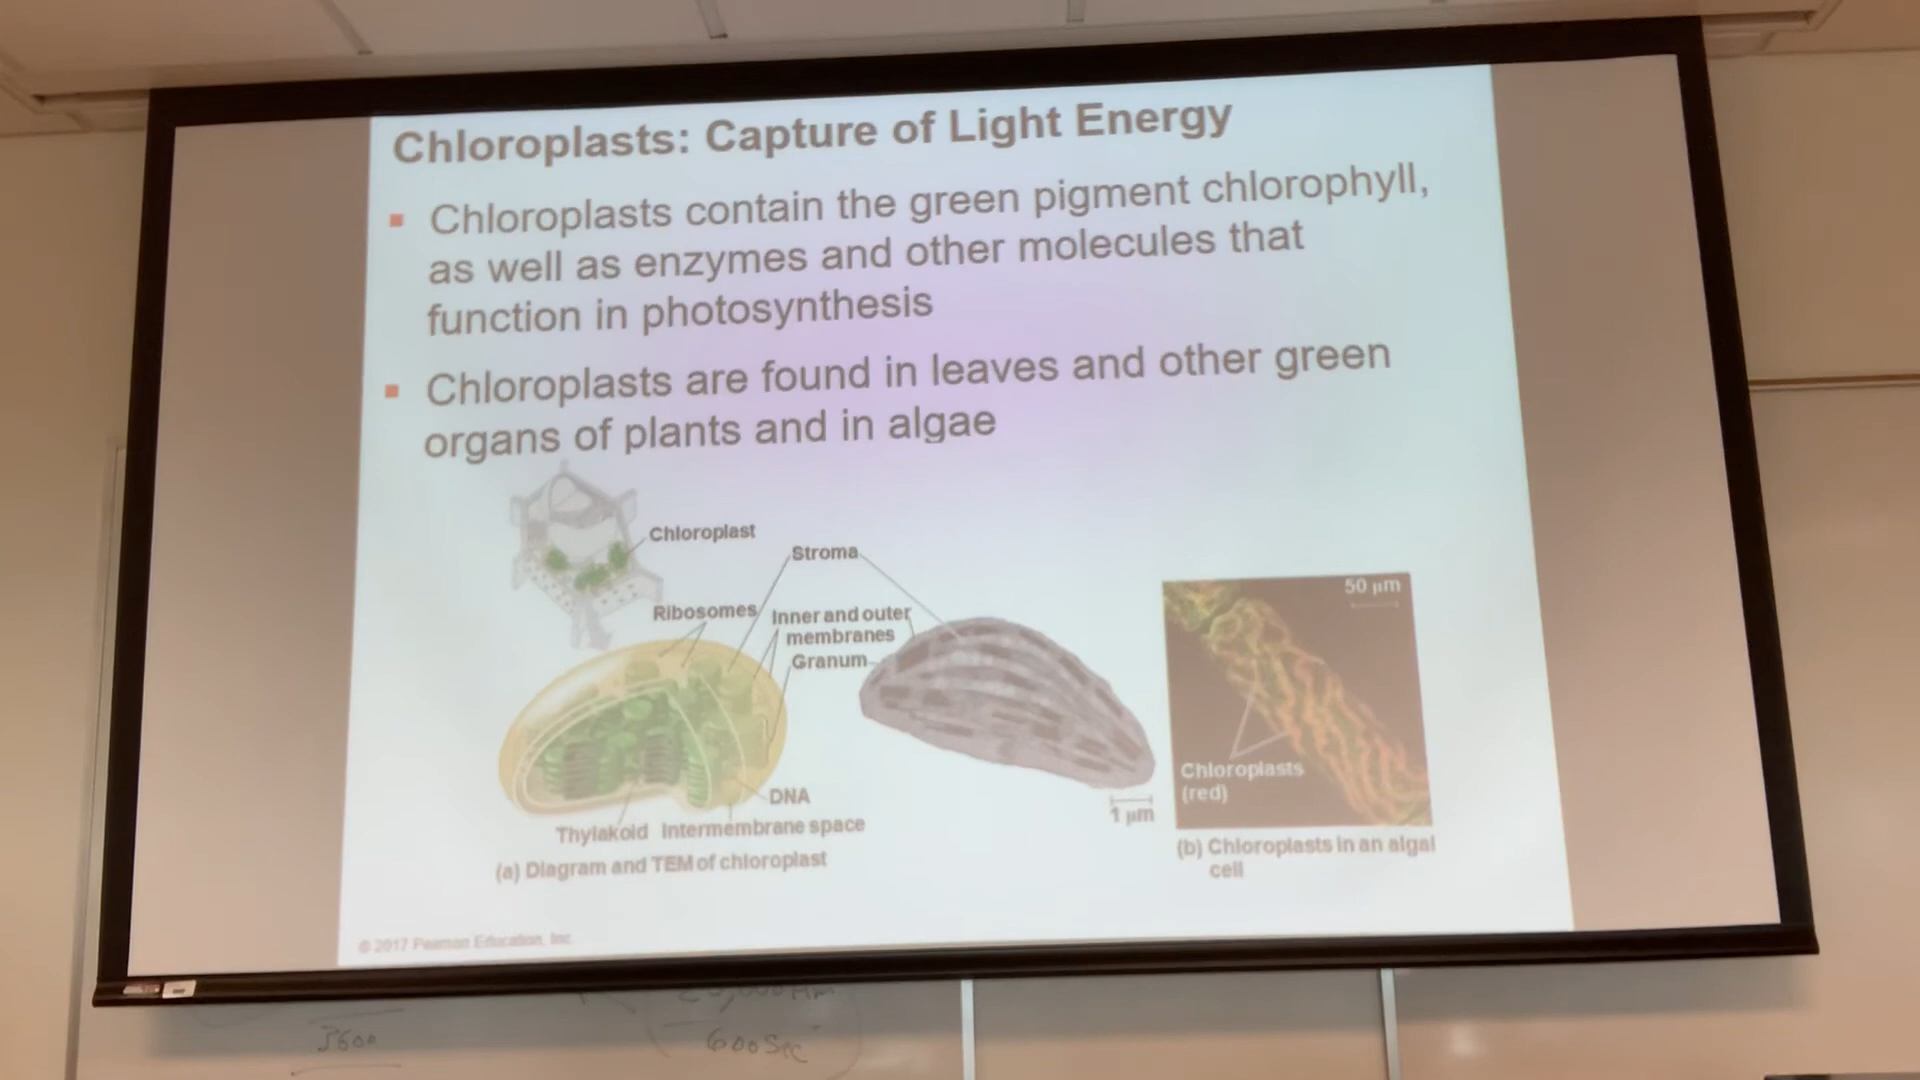 Chloroplasts: Capture of Light Energy
Chloroplasts contain the green pigment chlorophyll,
as well as enzymes and other molecules that
function in photosynthesis
Chloroplasts are found in leaves and other green
organs of plants and in algae
Chloroplast
Stroma
Ribosomes
Inner and outer
membranes
Granum
DNA
Thylakoid
Intermembrane space
(a) Diagram and TEM of chloroplast
1 µm
50 µm
Chloroplasts
(red)
(b) Chloroplasts in an algal
cell
© 2017 Pearson Education, Inc.
3600
600 Sec